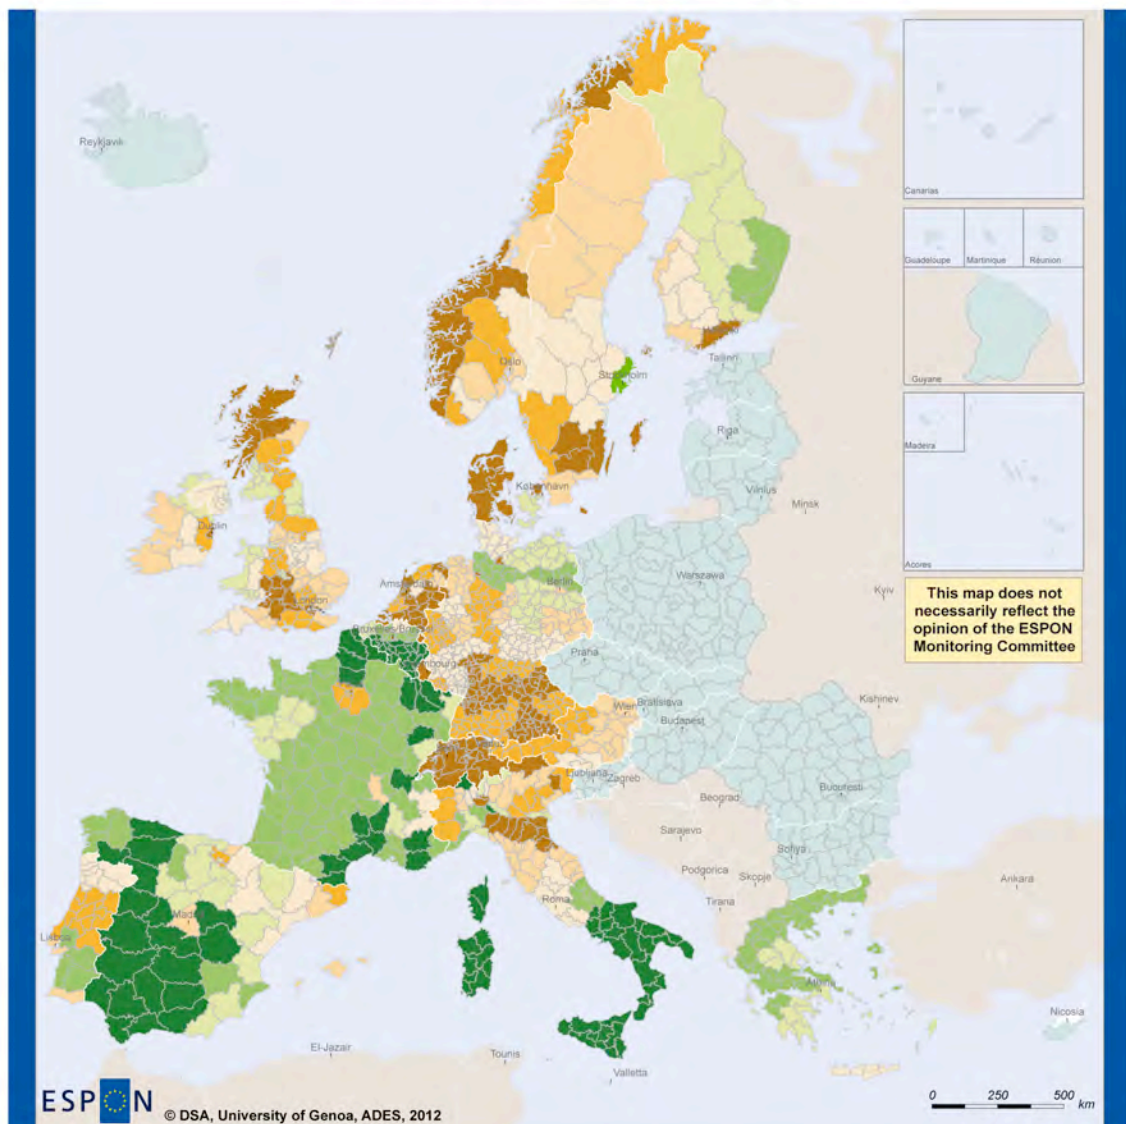 Reykjavik
Canarias
Guadeloupe
Martinique
Réunion
Guyane
Madeira
Acores
Oslo
Stockholm
Tallinn
Riga
Vilnius
Minsk
København
Dublin
London
Amsterdam
Berlin
Warszawa
Kyiv
This map does not
necessarily reflect the
opinion of the ESPON
Monitoring Committee
Praha
Wien
Bratislava
Budapest
Kishinev
Ljubljana
Zagreb
Beograd
Bucuresti
Sarajevo
Sofiya
Podgorica
Skopje
Tirana
Ankara
Roma
Madrid
Lisboa
Athina
Nicosia
El-Jazair
Tounis
Valletta
0 250 500
km
ESPON
© DSA, University of Genoa, ADES, 2012